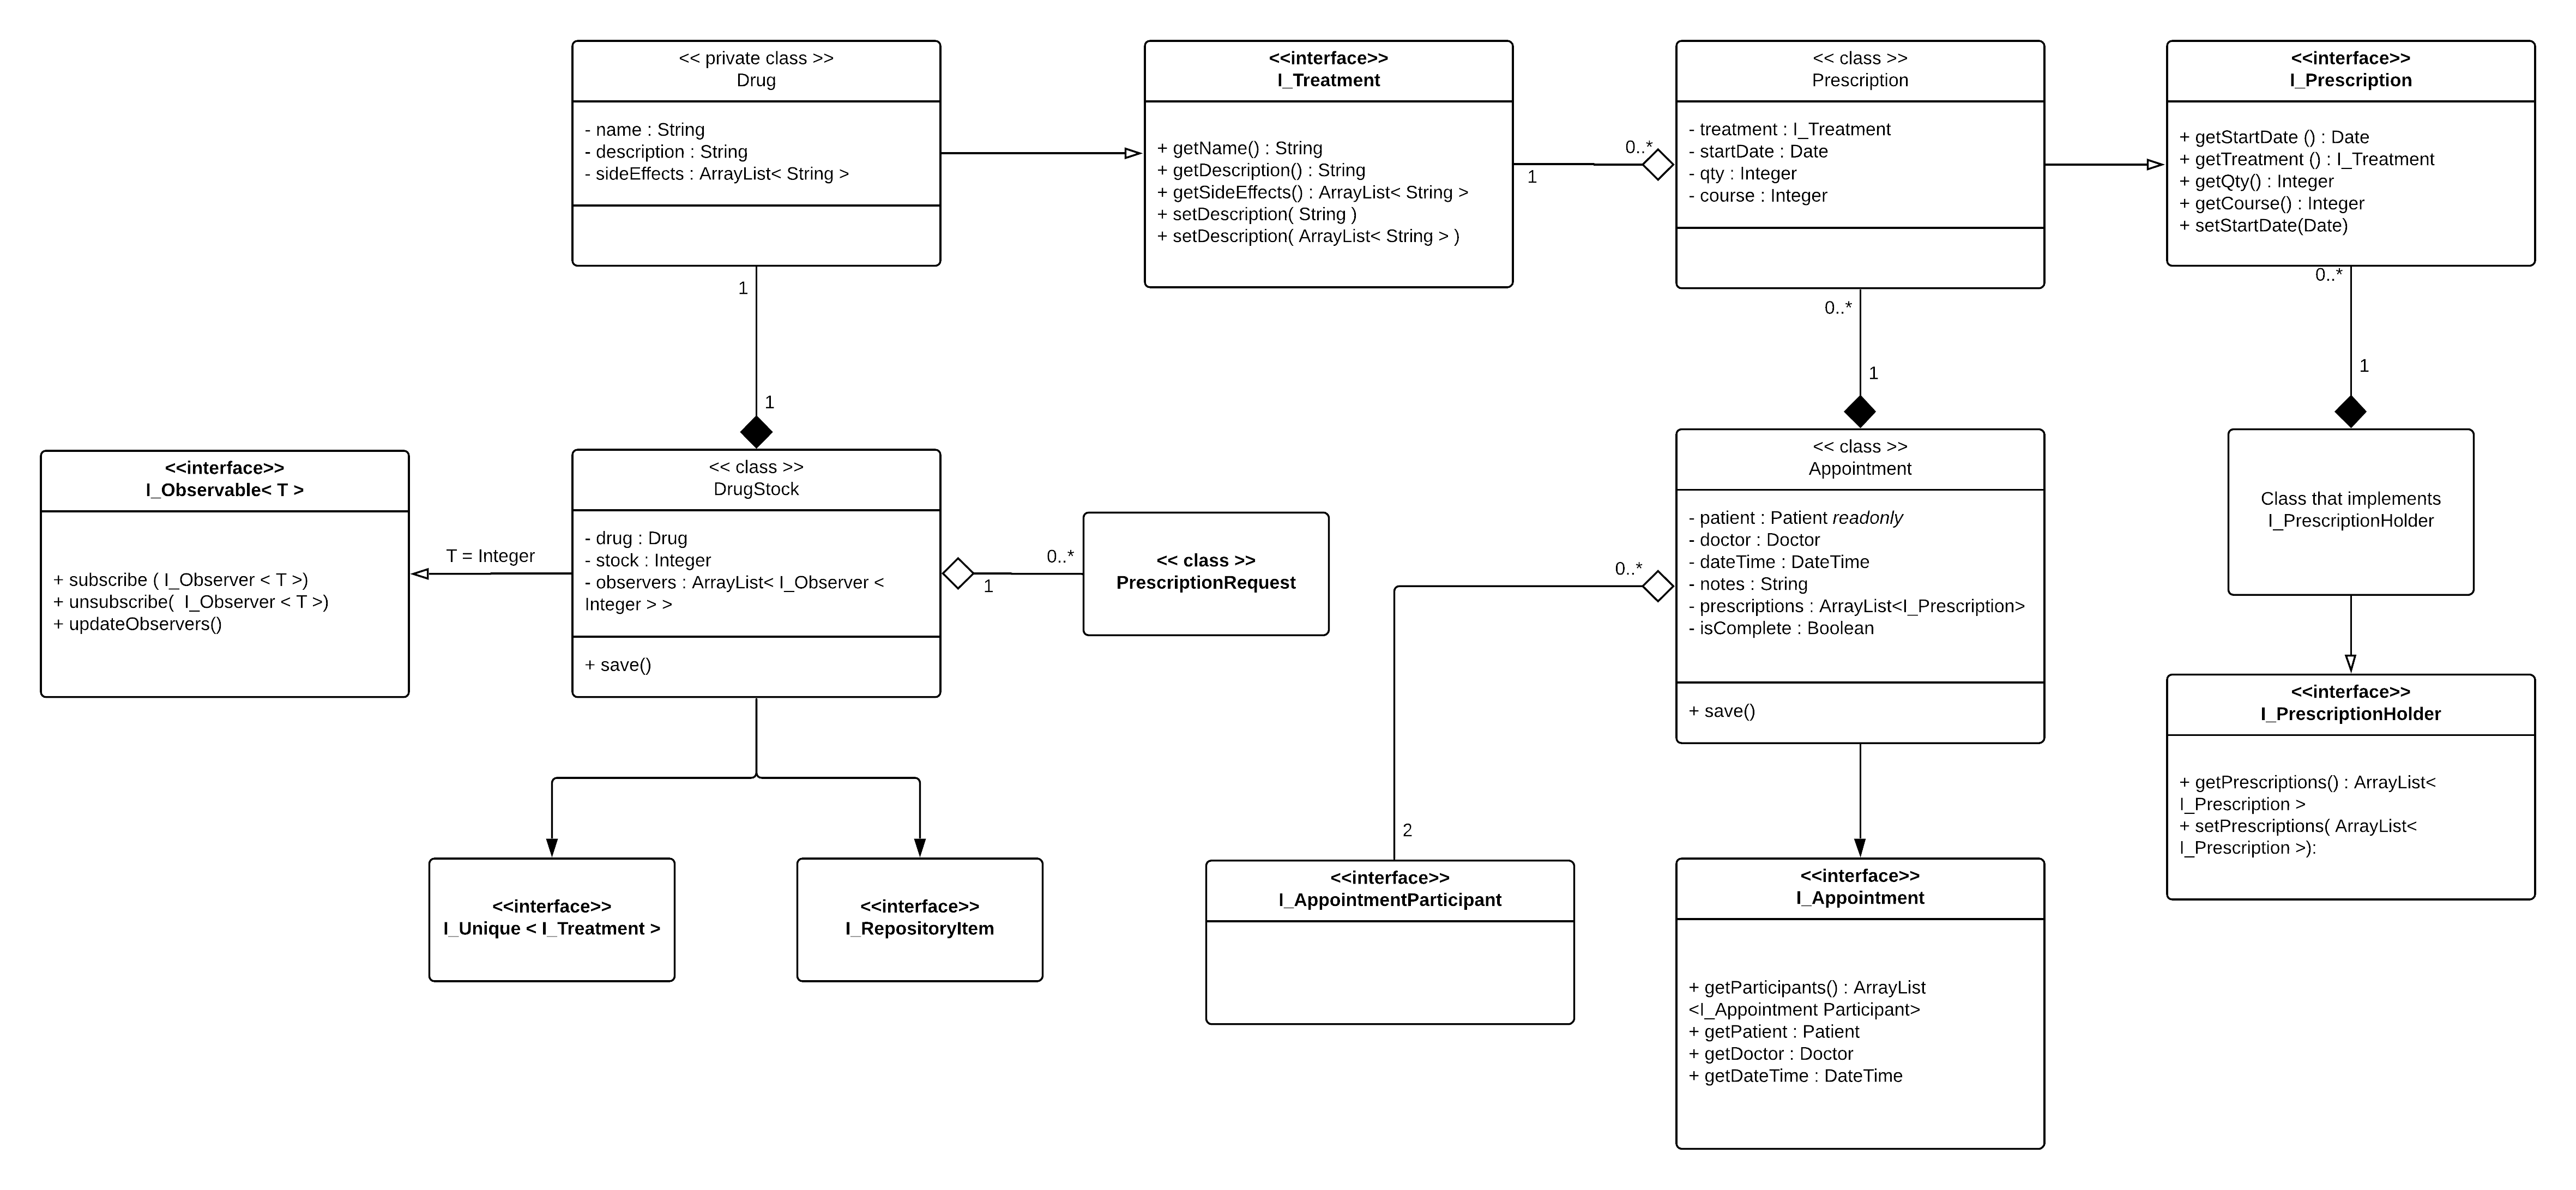 << private class >>
Drug
- name : String
- description : String
- sideEffects : ArrayList< String >
<<interface>>
I_Treatment
+ getName() : String
+ getDescription() : String
+ getSideEffects() : ArrayList< String >
+ setDescription( String )
+ setDescription( ArrayList< String > )
1
0..*
<< class >>
Prescription
- treatment : I_Treatment
- startDate : Date
- qty : Integer
- course : Integer
<<interface>>
I_Prescription
+ getStartDate () : Date
+ getTreatment () : I_Treatment
+ getQty() : Integer
+ getCourse() : Integer
+ setStartDate(Date)
1
1
0..*
1
0..*
1
<<interface>>
I_Observable< T >
+ subscribe ( I_Observer < T >)
+ unsubscribe(  I_Observer < T >)
+ updateObservers()
T = Integer
<< class >>
DrugStock
- drug : Drug
- stock : Integer
- observers : ArrayList< I_Observer <
Integer > >
+ save()
1
0..*
<< class >>
PrescriptionRequest
0..*
2
<< class >>
Appointment
- patient : Patient readonly
- doctor : Doctor
- dateTime : DateTime
- notes : String
- prescriptions : ArrayList<I_Prescription>
- isComplete : Boolean
+ save()
Class that implements
I_PrescriptionHolder
<<interface>>
I_PrescriptionHolder
+ getPrescriptions() : ArrayList<
I_Prescription >
+ setPrescriptions( ArrayList<
I_Prescription >):
<<interface>>
I_Unique < I_Treatment >
<<interface>>
I_RepositoryItem
<<interface>>
I_AppointmentParticipant
<<interface>>
I_Appointment
+ getParticipants() : ArrayList
<I_Appointment Participant>
+ getPatient : Patient
+ getDoctor : Doctor
+ getDateTime : DateTime